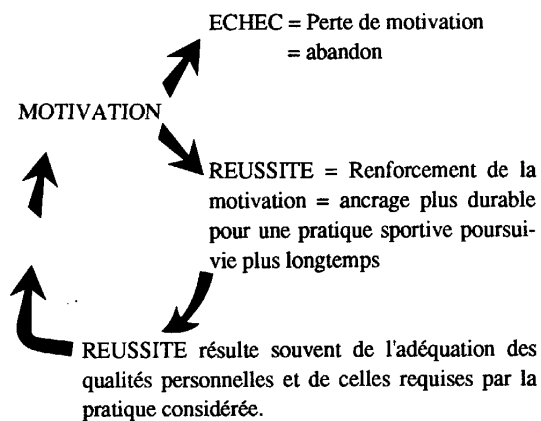 ECHEC = Perte de motivation
= abandon
MOTIVATION
REUSSITE = Renforcement de la
motivation = ancrage plus durable
pour une pratique sportive poursui-
vie plus longtemps
REUSSITE résulte souvent de l'adéquation des
qualités personnelles et de celles requises par la
pratique considérée.